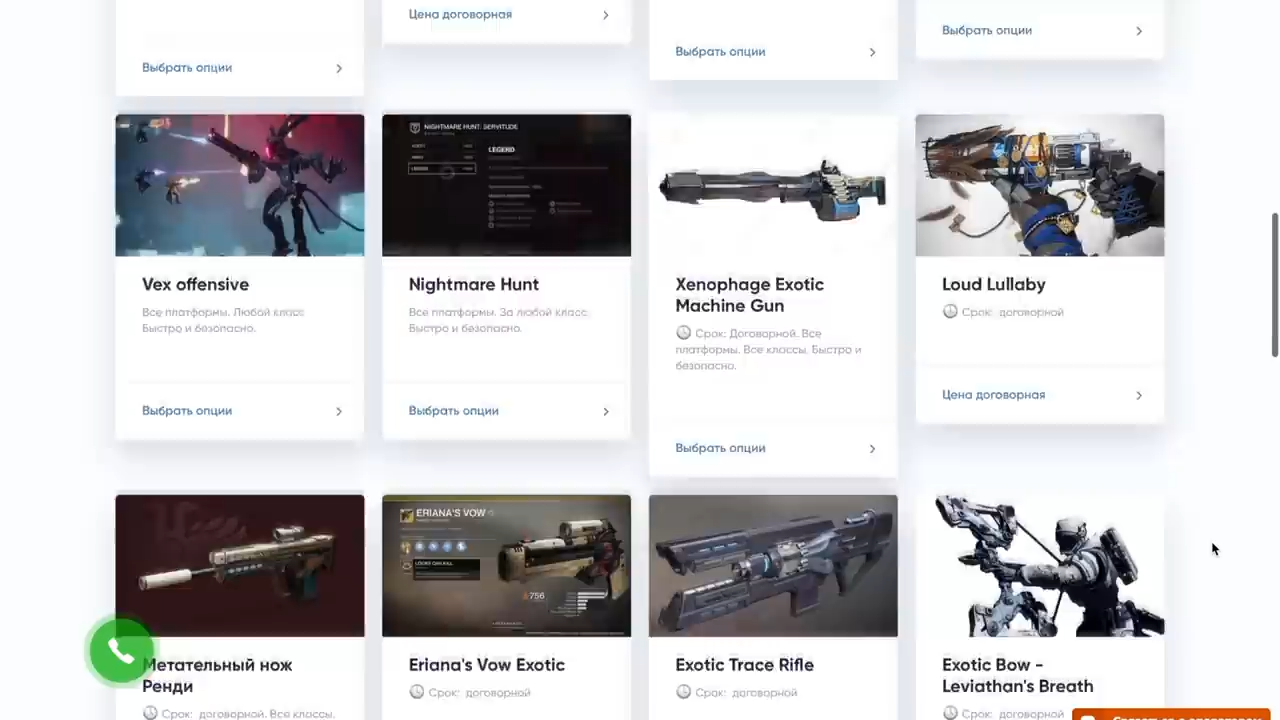 Цена договорная
Выбрать опции
Выбрать опции
Выбрать опции
NIGHTMARE HUNT: SERVITUDE
LEGEND
Vex offensive
Все платформы. Любой класс.
Быстро и безопасно.
Выбрать опции
Nightmare Hunt
Все платформы. За любой класс.
Быстро и безопасно.
Выбрать опции
Xenophage Exotic
Machine Gun
Срок: Договорной. Все
платформы. Все классы. Быстро и
безопасно.
Выбрать опции
Loud Lullaby
Срок: договорной
Цена договорная
ERIANA'S VOW
756
Метательный нож
Ренди
Срок: договорной. Все классы.
Eriana's Vow Exotic
Срок: договорной
Exotic Trace Rifle
Срок: договорной
Exotic Bow -
Leviathan's Breath
Срок: договорной